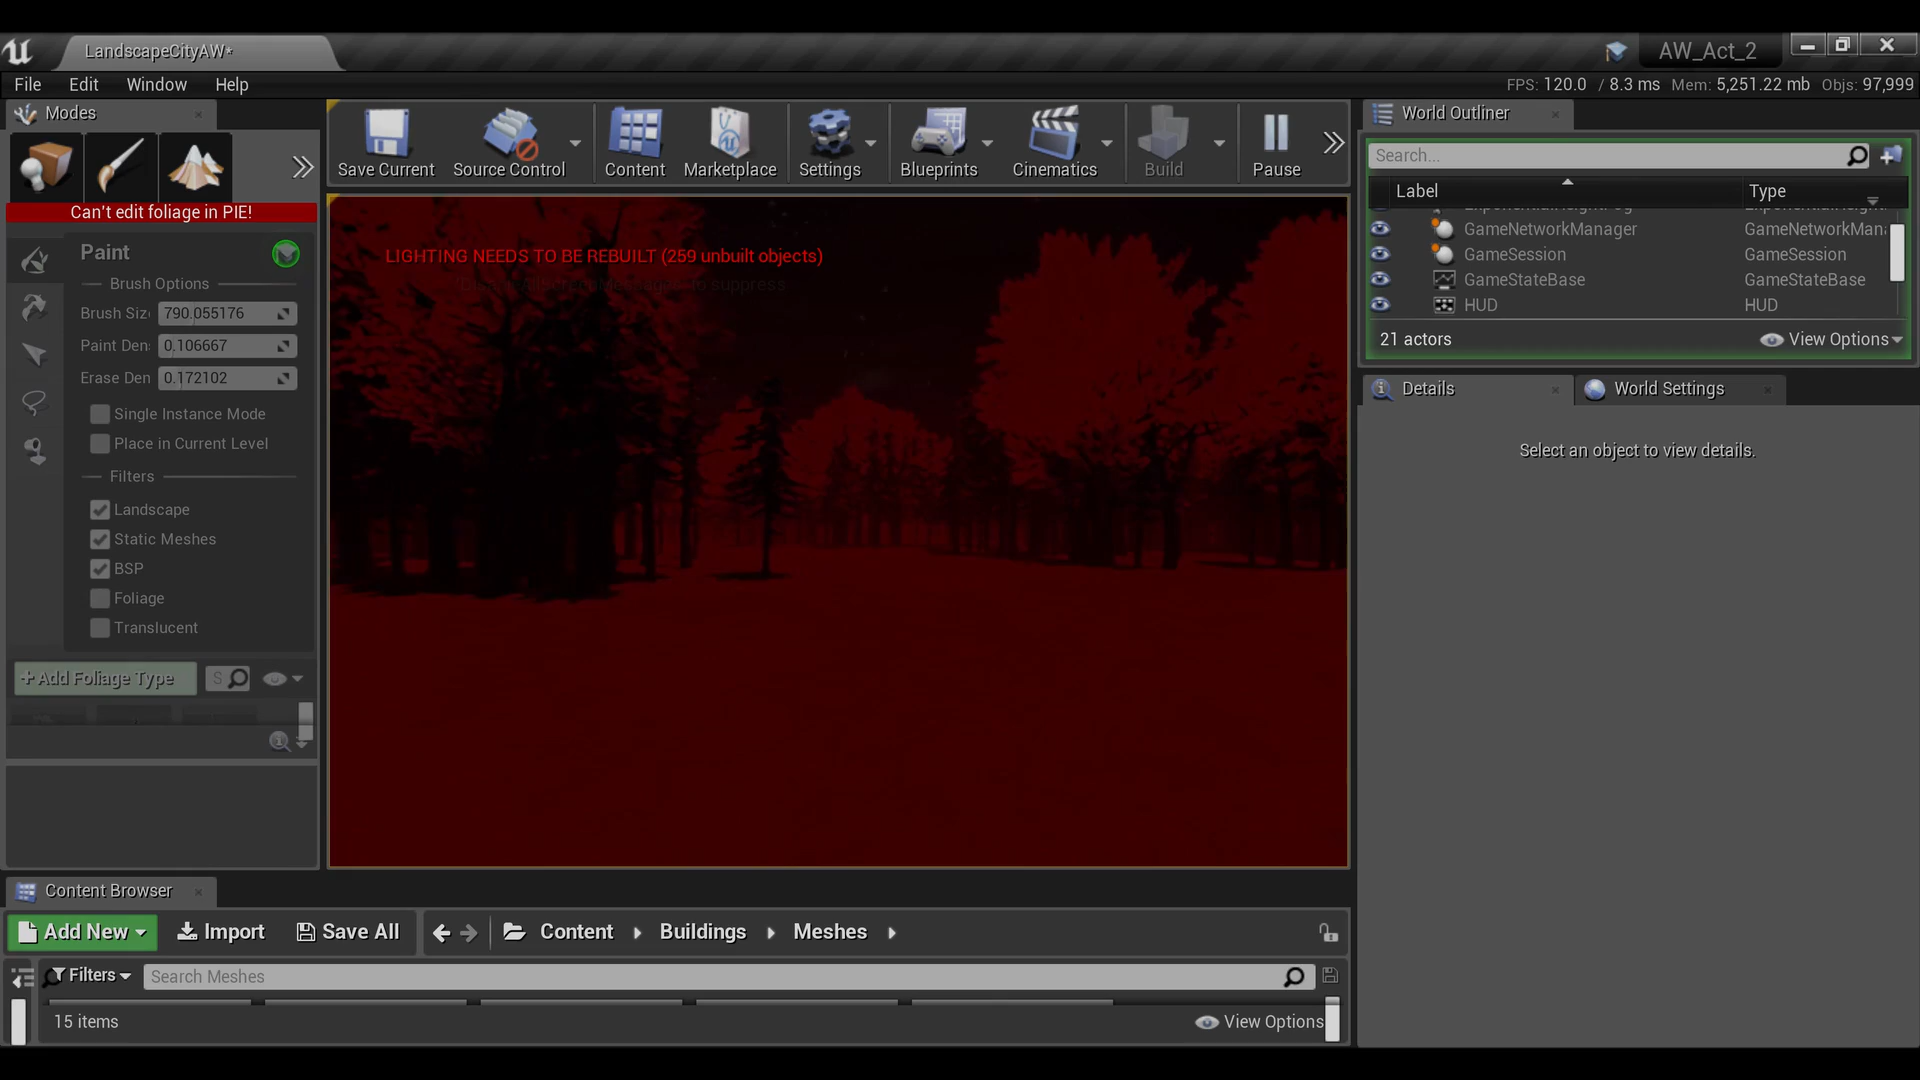 LandscapeCityAW*
AW_Act_2
File Edit Window Help
FPS: 120.0 / 8.3 ms Mem: 5,251.22 mb Objs: 97,999
Modes
Save Current
Source Control
Content
Marketplace
Settings
Blueprints
Cinematics
Build
Pause
Can't edit foliage in PIE!
Paint
Brush Options
Brush Siz 790.055176
Paint Den 0.106667
Erase Den 0.172102
Single Instance Mode
Place in Current Level
Filters
Landscape
Static Meshes
BSP
Foliage
Translucent
+Add Foliage Type
S
LIGHTING NEEDS TO BE REBUILT (259 unbuilt objects)
'DisableAllScreenMessages' to suppress
World Outliner
Search...
Label Type
GameNetworkManager GameNetworkMan
GameSession GameSession
GameStateBase GameStateBase
HUD HUD
21 actors
View Options
Details
World Settings
Select an object to view details.
Content Browser
Add New
Import
Save All
Content
Buildings
Meshes
Filters
Search Meshes
15 items
View Options